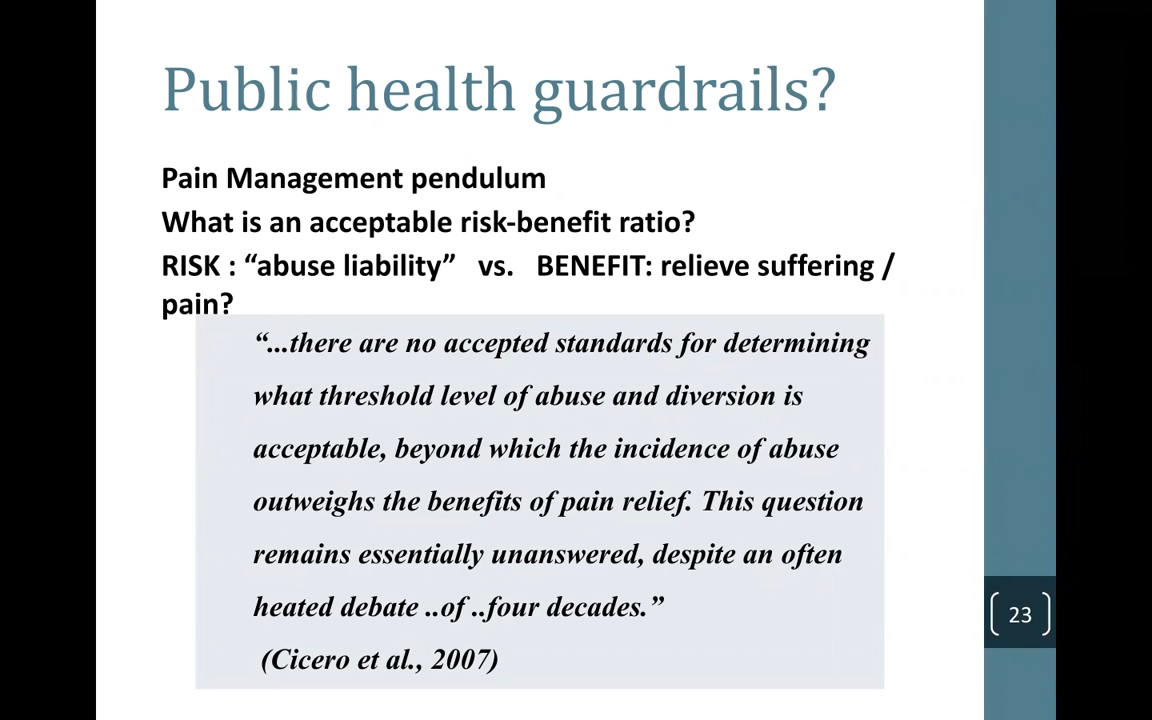 Public health guardrails?
Pain Management pendulum
What is an acceptable risk-benefit ratio?
RISK : “abuse liability”   vs.   BENEFIT: relieve suffering /
pain?
“...there are no accepted standards for determining
what threshold level of abuse and diversion is
acceptable, beyond which the incidence of abuse
outweighs the benefits of pain relief. This question
remains essentially unanswered, despite an often
heated debate ..of ..four decades.”
(Cicero et al., 2007)
23